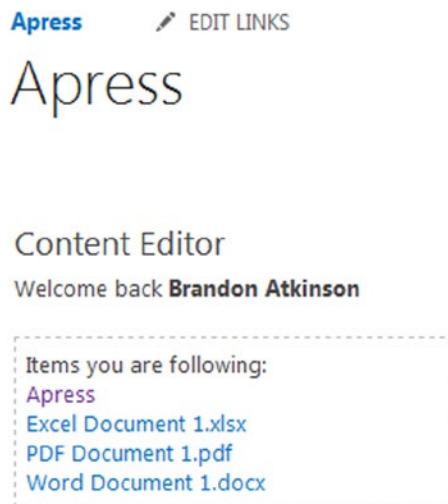 Apress EDIT LINKS
Apress
Content Editor
Welcome back Brandon Atkinson
Items you are following:
Apress
Excel Document 1.xlsx
PDF Document 1.pdf
Word Document 1.docx